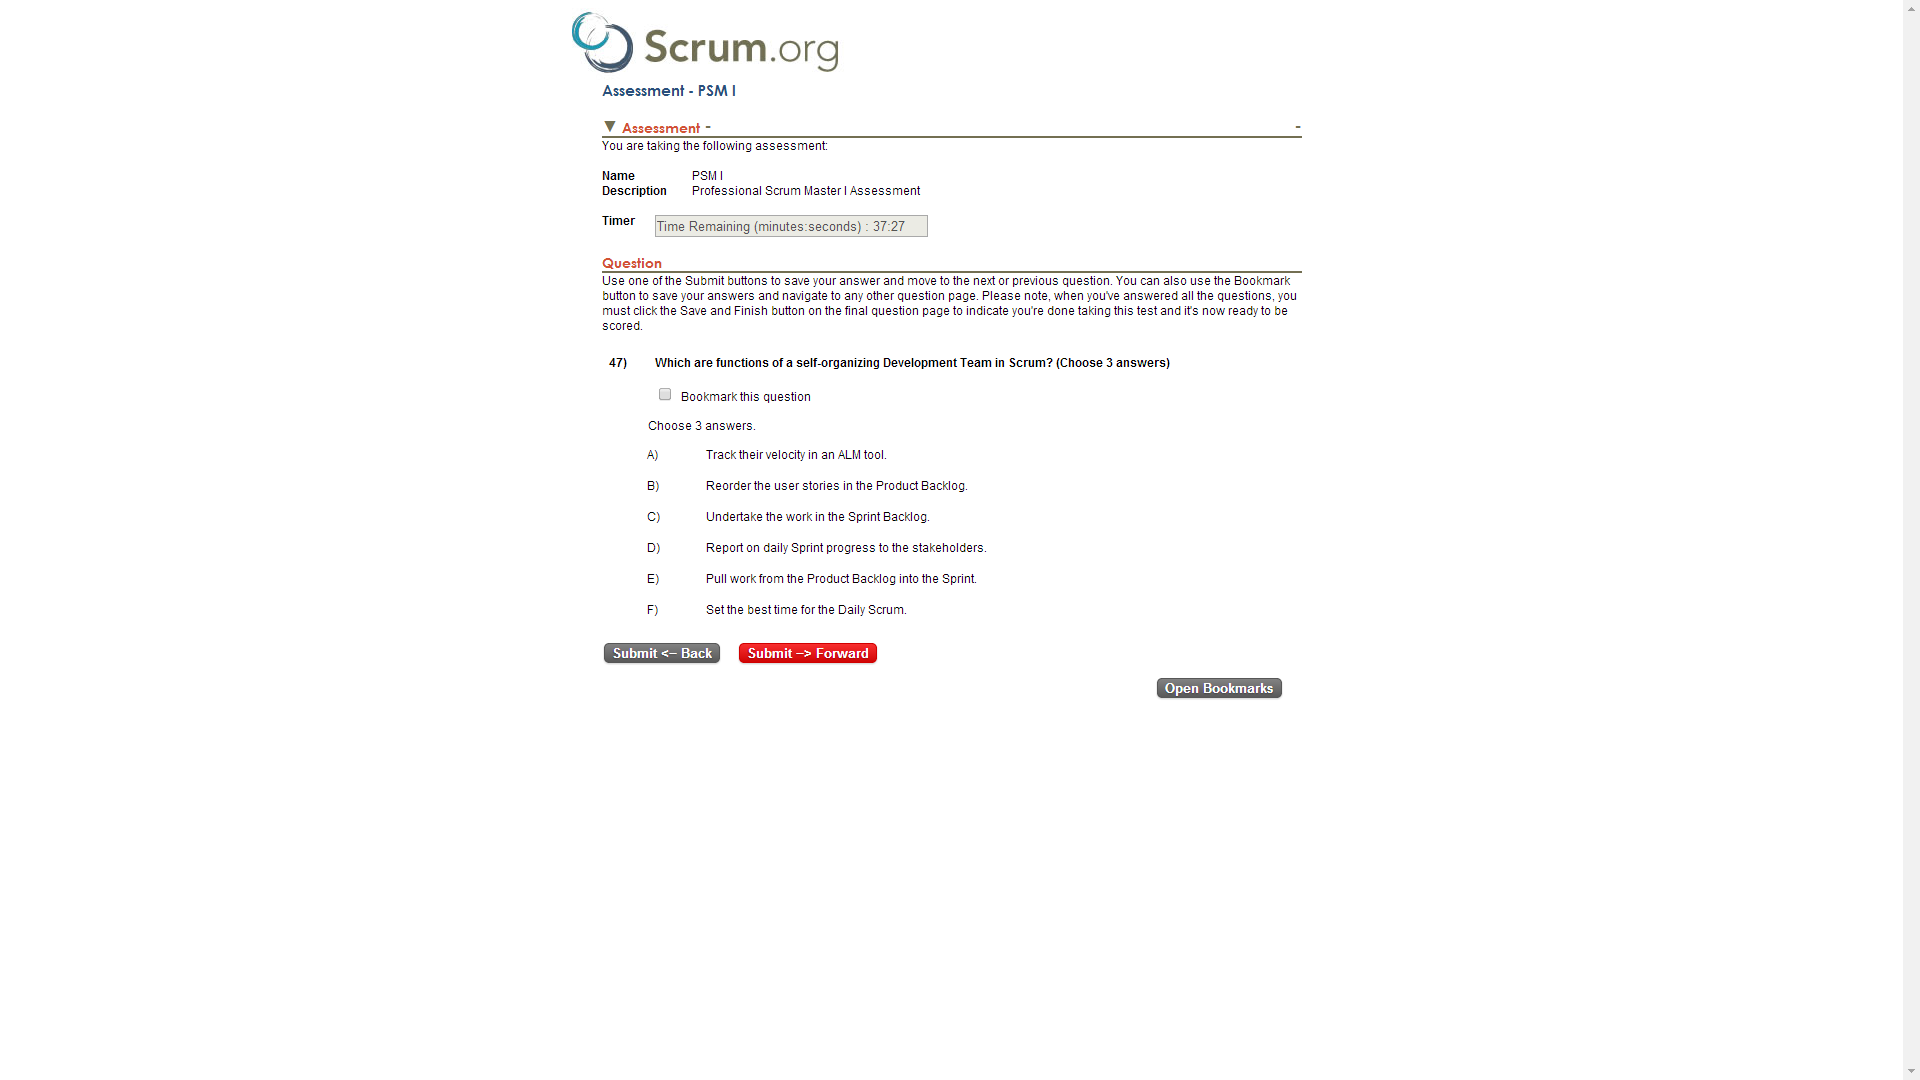 Scrum.org
Assessment - PSM I
▼ Assessment - -
You are taking the following assessment:
Name PSM I
Description Professional Scrum Master I Assessment
Timer Time Remaining (minutes:seconds) : 37:27
Question
Use one of the Submit buttons to save your answer and move to the next or previous question. You can also use the Bookmark
button to save your answers and navigate to any other question page. Please note, when you've answered all the questions, you
must click the Save and Finish button on the final question page to indicate you're done taking this test and it's now ready to be
scored.
47) Which are functions of a self-organizing Development Team in Scrum? (Choose 3 answers)
Bookmark this question
Choose 3 answers.
A) Track their velocity in an ALM tool.
B) Reorder the user stories in the Product Backlog.
C) Undertake the work in the Sprint Backlog.
D) Report on daily Sprint progress to the stakeholders.
E) Pull work from the Product Backlog into the Sprint.
F) Set the best time for the Daily Scrum.
Submit <-- Back Submit --> Forward
Open Bookmarks